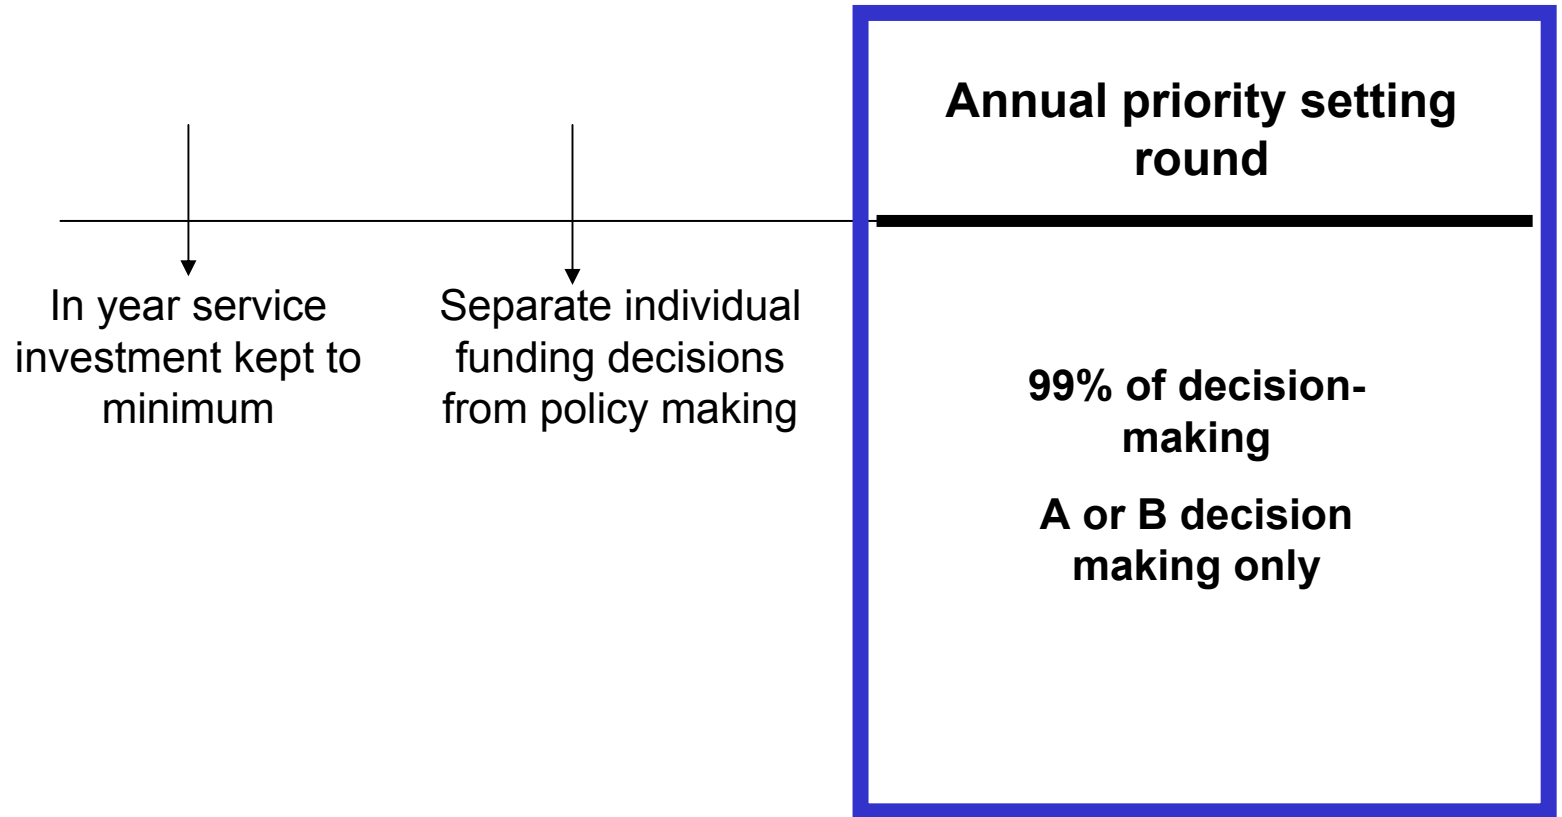 Annual priority setting
round
In year service
investment kept to
minimum
Separate individual
funding decisions
from policy making
99% of decision-
making
A or B decision
making only